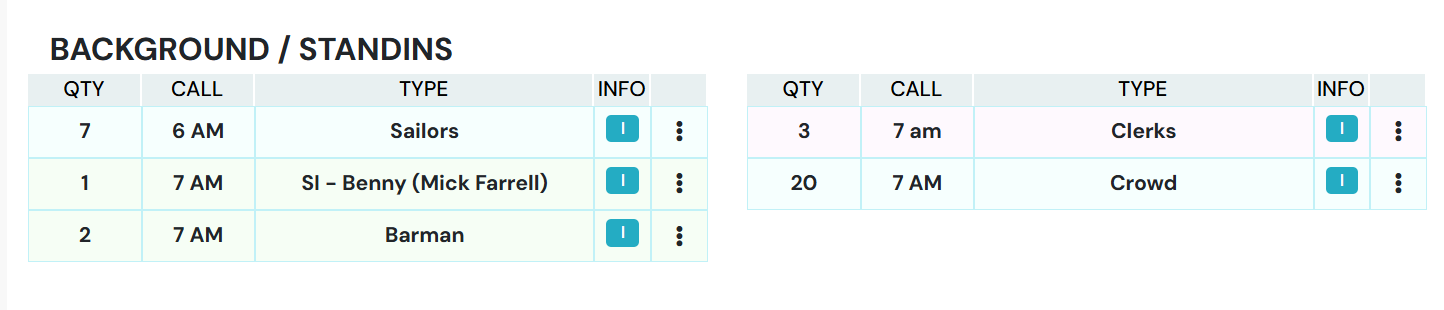 BACKGROUND / STANDINS
QTY CALL TYPE INFO
7 6 AM Sailors I
1 7 AM SI - Benny (Mick Farrell) I
2 7 AM Barman I
QTY CALL TYPE INFO
3 7 am Clerks I
20 7 AM Crowd I